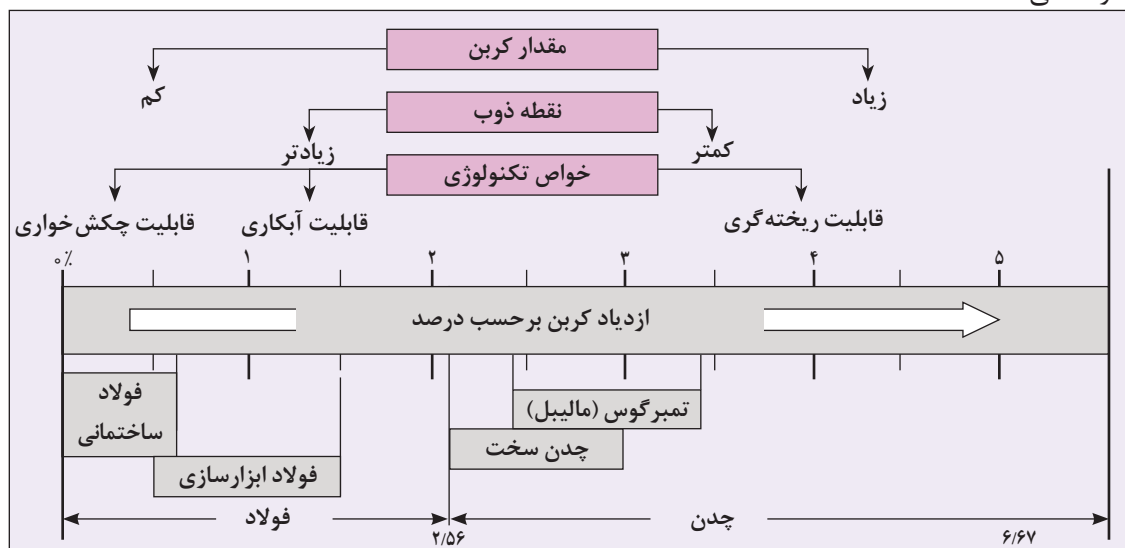 مقدار کربن
کم
زیاد
نقطه ذوب
زیادتر
کمتر
خواص تکنولوژی
قابلیت چکش‌خواری
قابلیت آبکاری
قابلیت ریخته‌گری
۰٪ ۱ ۲ ۳ ۴ ۵
ازدیاد کربن برحسب درصد
فولاد
ساختمانی
تمبرگوس (مالیبل)
چدن سخت
فولاد ابزارسازی
فولاد
چدن
۲/۵۶
۶/۶۷